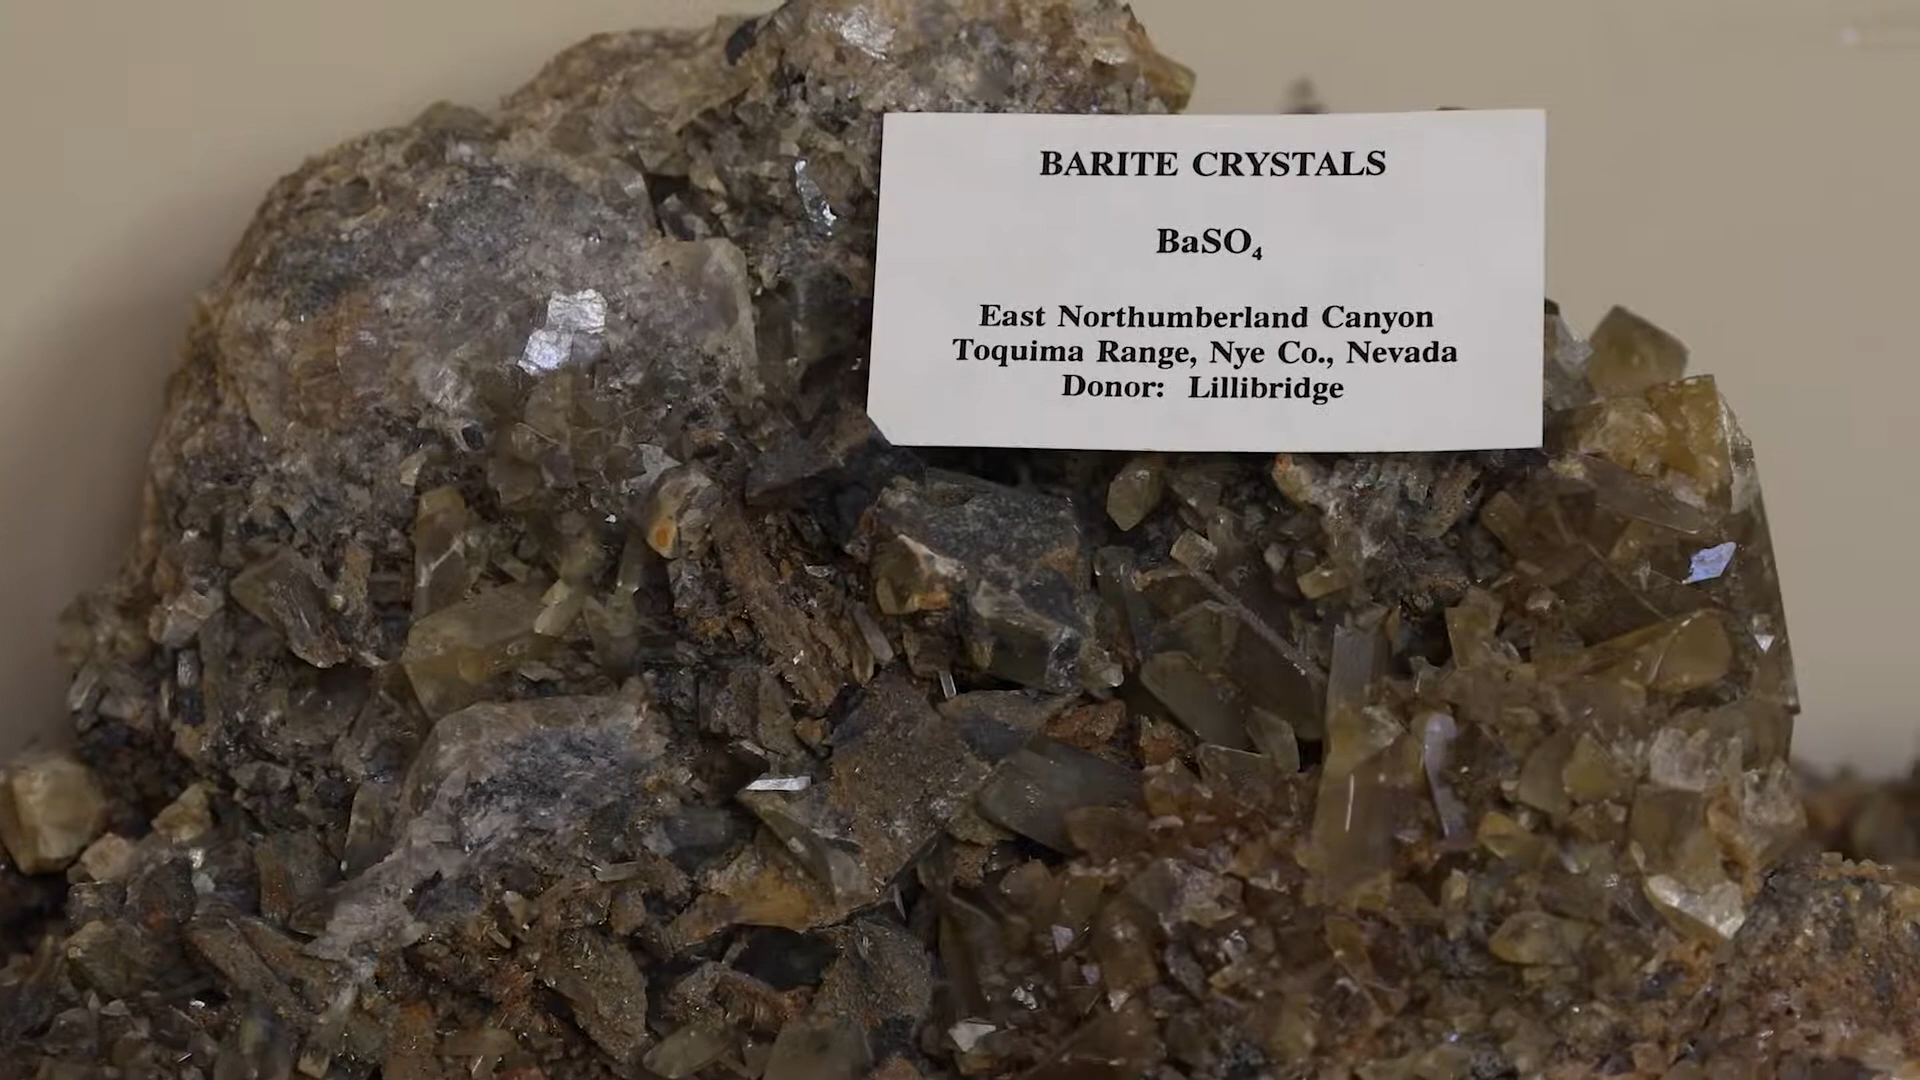 BARITE CRYSTALS
BaSO₄
East Northumberland Canyon
Toquima Range, Nye Co., Nevada
Donor: Lillibridge